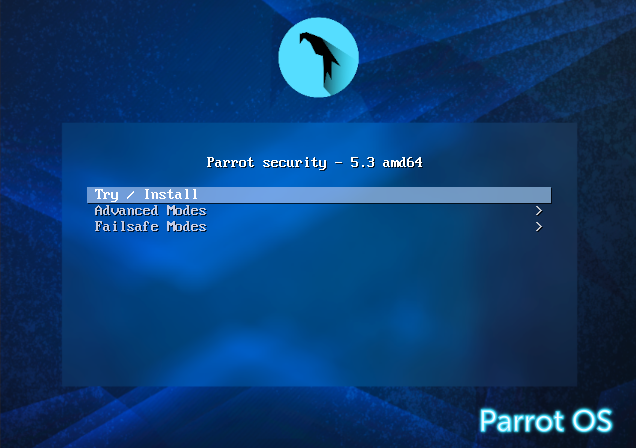 Parrot security - 5.3 amd64
Try / Install
Advanced Modes >
Failsafe Modes >
Parrot OS